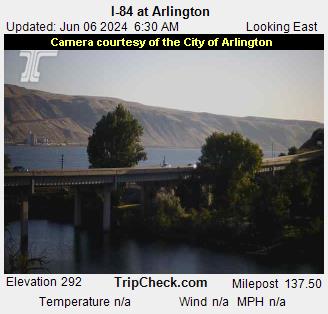 I-84 at Arlington
Updated: Jun 06 2024 6:30 AM Looking East
Camera courtesy of the City of Arlington
Elevation 292 TripCheck.com Milepost 137.50
Temperature n/a Wind n/a MPH n/a